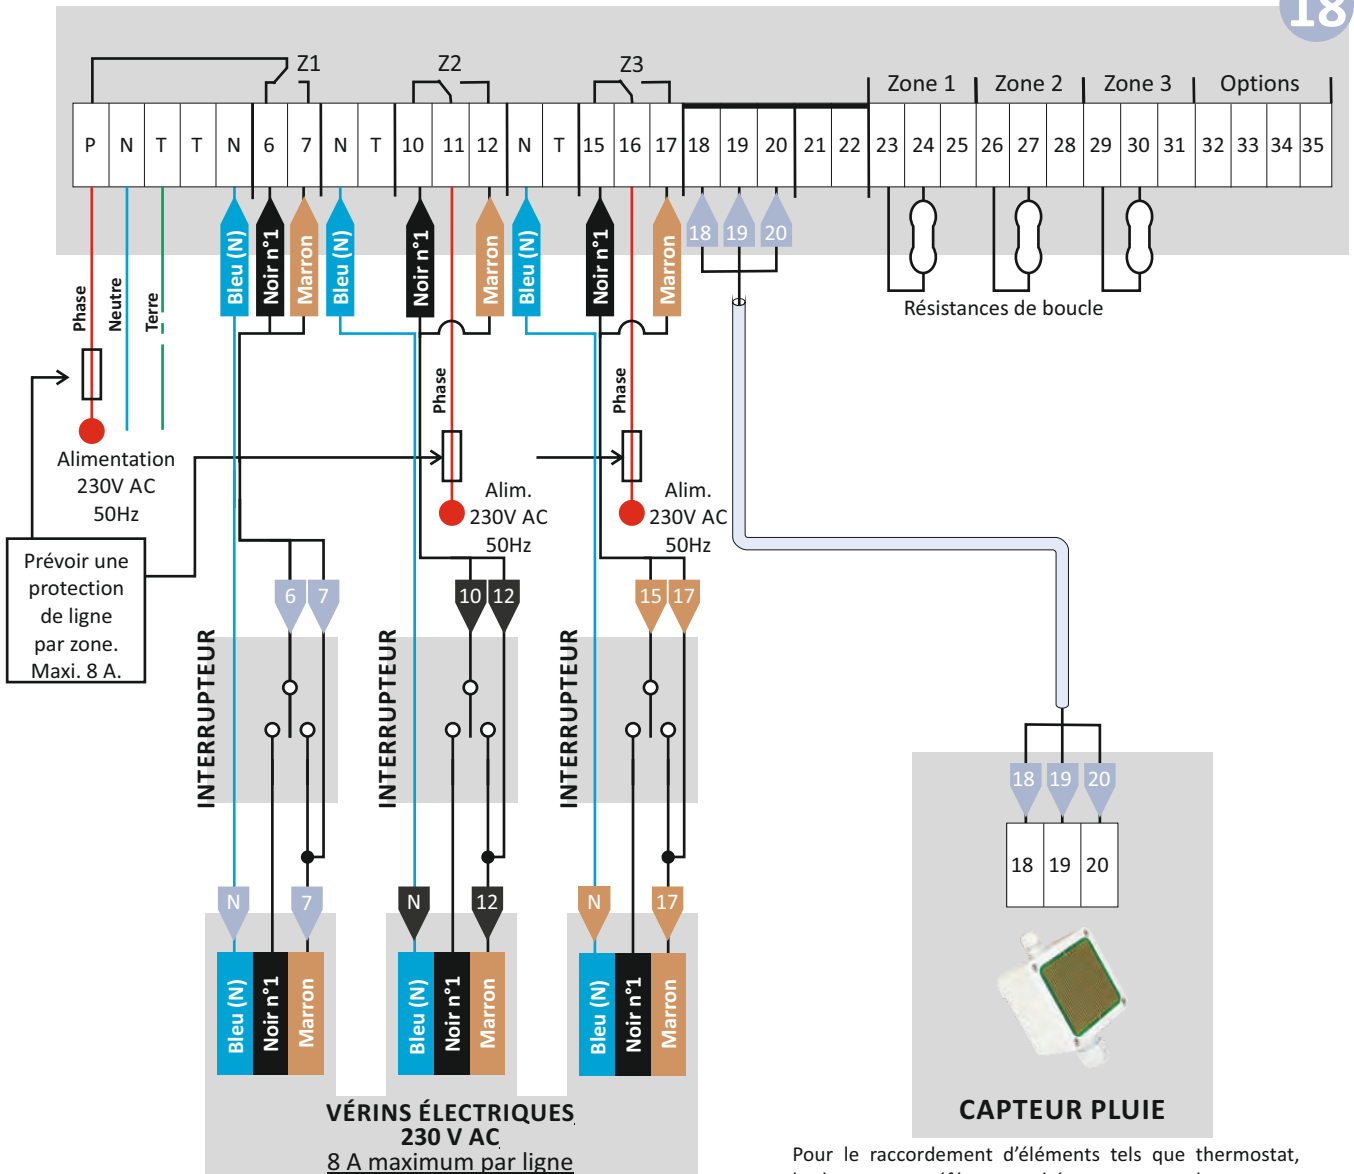 18
Z1
Z2
Z3
Zone 1
Zone 2
Zone 3
Options
P N T T N 6 7 N T 10 11 12 N T 15 16 17 18 19 20 21 22 23 24 25 26 27 28 29 30 31 32 33 34 35
Bleu (N)
Noir n°1
Marron
Bleu (N)
Noir n°1
Marron
Bleu (N)
Noir n°1
Marron
18 19 20
Phase
Neutre
Terre
Résistances de boucle
Phase
Phase
Alimentation
230V AC
50Hz
Alim.
230V AC
50Hz
Alim.
230V AC
50Hz
Prévoir une
protection
de ligne
par zone.
Maxi. 8 A.
6 7
10 12
15 17
INTERRUPTEUR
INTERRUPTEUR
INTERRUPTEUR
18 19 20
18 19 20
N 7
N 12
N 17
Bleu (N)
Noir n°1
Marron
Bleu (N)
Noir n°1
Marron
Bleu (N)
Noir n°1
Marron
VÉRINS ÉLECTRIQUES
230 V AC
8 A maximum par ligne
CAPTEUR PLUIE
Pour le raccordement d'éléments tels que thermostat,